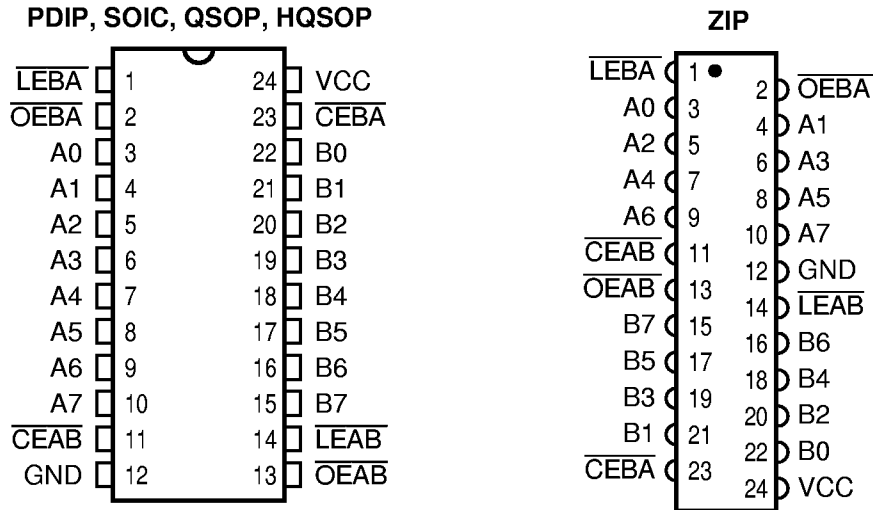 PDIP, SOIC, QSOP, HQSOP
LEBA 1 24 VCC
OEBA 2 23 CEBA
A0 3 22 B0
A1 4 21 B1
A2 5 20 B2
A3 6 19 B3
A4 7 18 B4
A5 8 17 B5
A6 9 16 B6
A7 10 15 B7
CEAB 11 14 LEAB
GND 12 13 OEAB
ZIP
LEBA 1
2 OEBA
A0 3
4 A1
A2 5
6 A3
A4 7
8 A5
A6 9
10 A7
CEAB 11
12 GND
OEAB 13
14 LEAB
B7 15
16 B6
B5 17
18 B4
B3 19
20 B2
B1 21
22 B0
CEBA 23
24 VCC